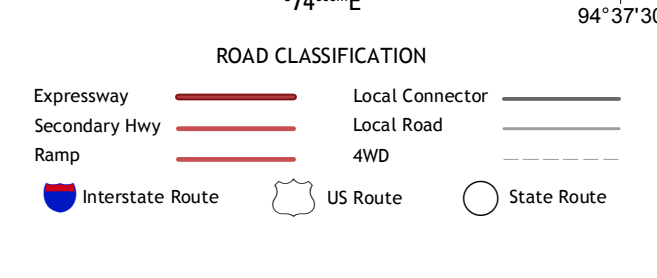 94°37'30
ROAD CLASSIFICATION
Expressway
Local Connector
Secondary Hwy
Local Road
Ramp
4WD
Interstate Route
US Route
State Route